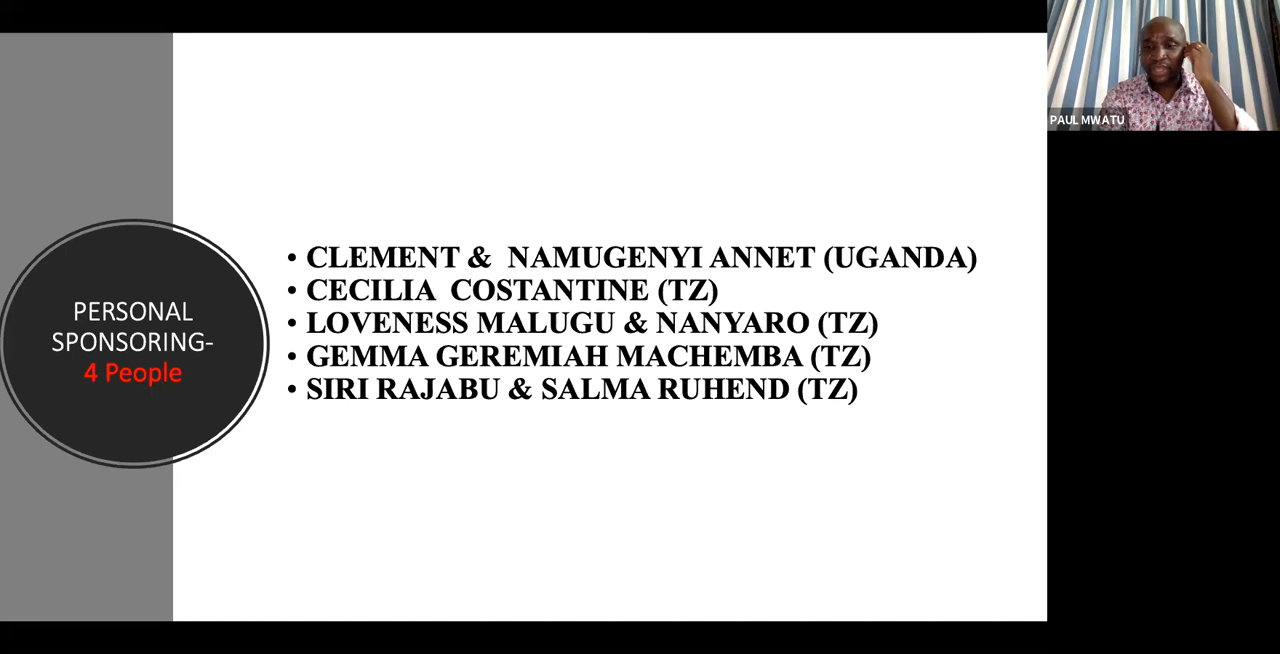 PERSONAL
SPONSORING-
4 People
• CLEMENT & NAMUGENYI ANNET (UGANDA)
• CECILIA COSTANTINE (TZ)
• LOVENESS MALUGU & NANYARO (TZ)
• GEMMA GEREMIAH MACHEMBA (TZ)
• SIRI RAJABU & SALMA RUHEND (TZ)
PAUL MWATU